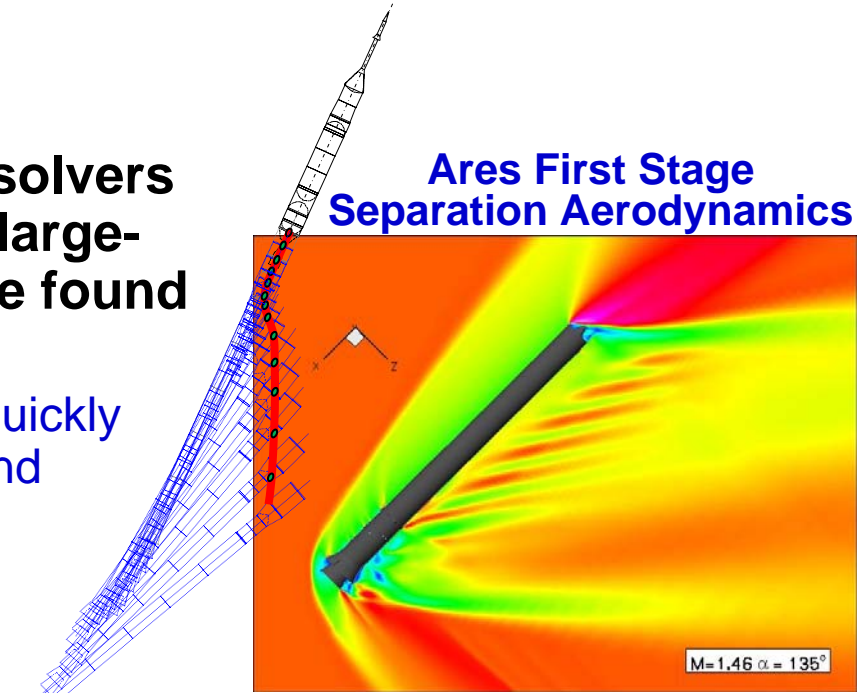 solvers
large-
e found
uickly
nd
Ares First Stage
Separation Aerodynamics
x
z
M=1.46 α = 135°